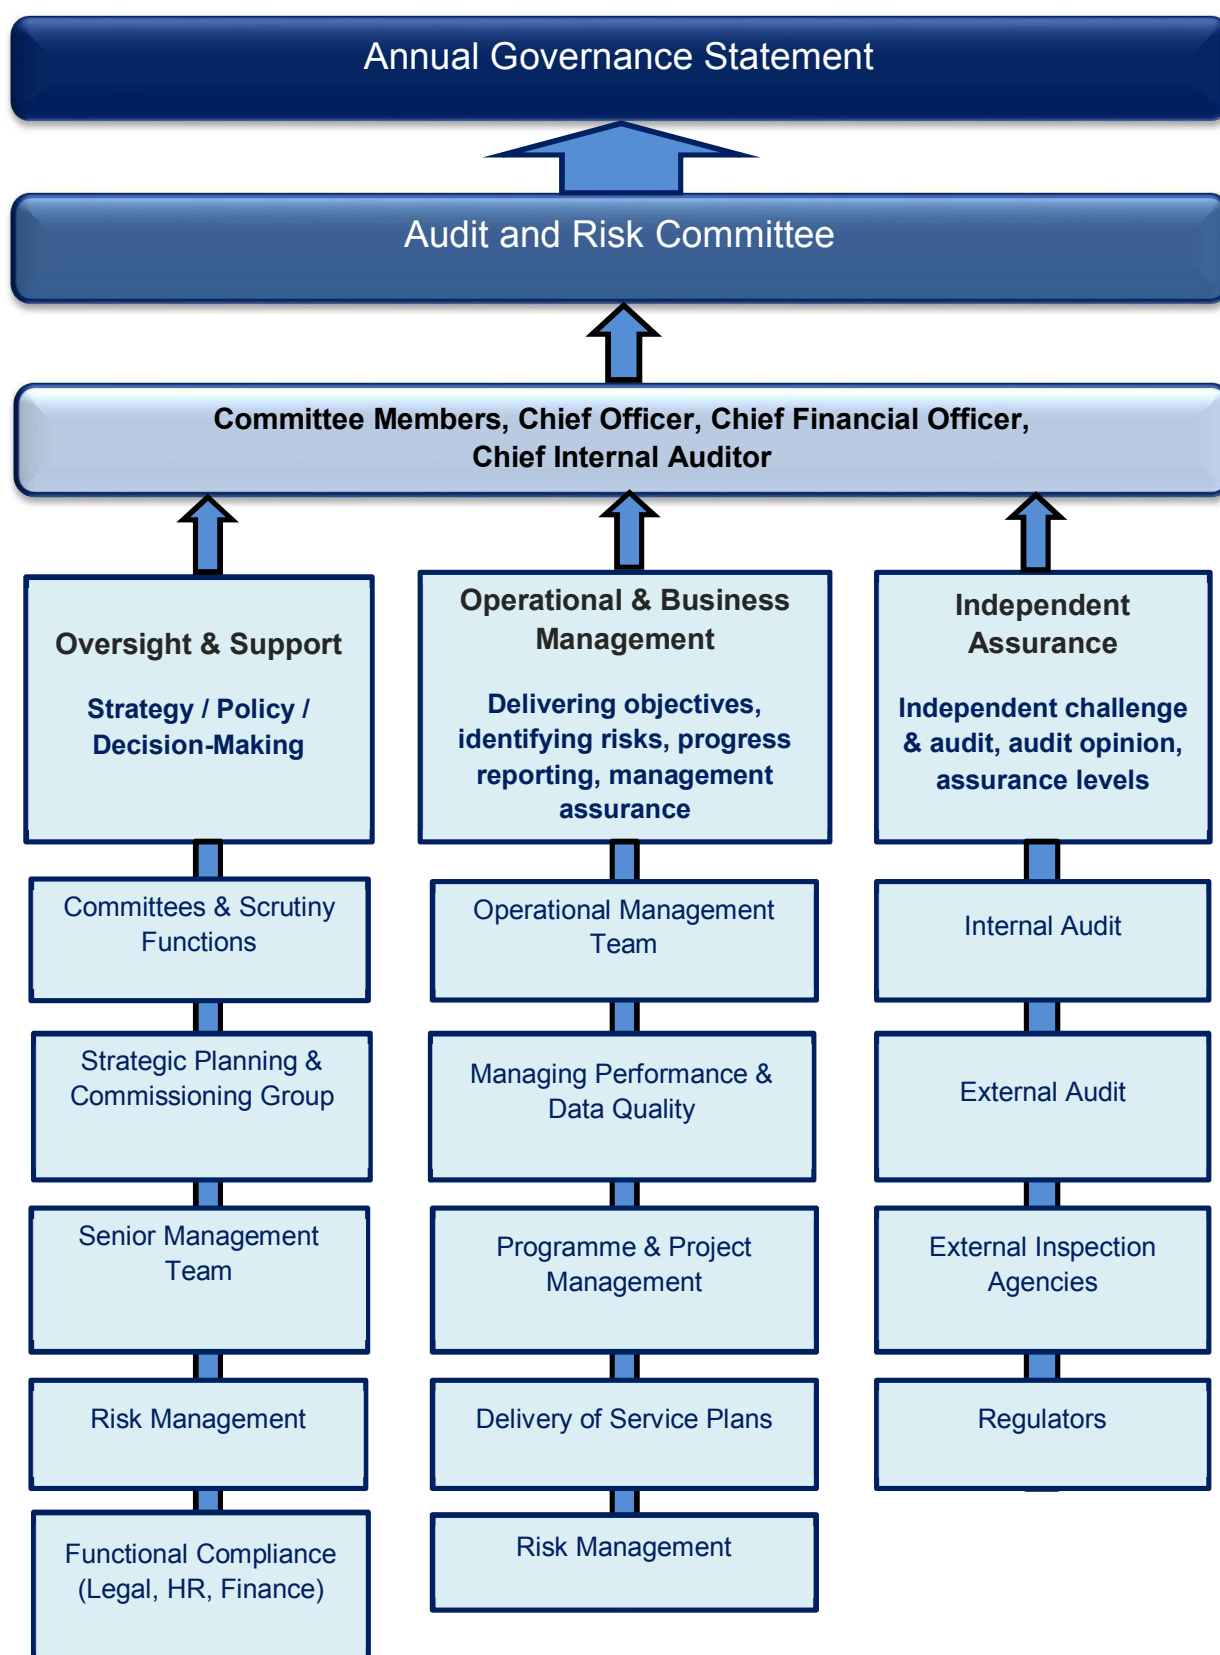 Annual Governance Statement
Audit and Risk Committee
Committee Members, Chief Officer, Chief Financial Officer,
Chief Internal Auditor
Oversight & Support
Strategy / Policy /
Decision-Making
Committees & Scrutiny
Functions
Strategic Planning &
Commissioning Group
Senior Management
Team
Risk Management
Functional Compliance
(Legal, HR, Finance)
Operational & Business
Management
Delivering objectives,
identifying risks, progress
reporting, management
assurance
Operational Management
Team
Managing Performance &
Data Quality
Programme & Project
Management
Delivery of Service Plans
Risk Management
Independent
Assurance
Independent challenge
& audit, audit opinion,
assurance levels
Internal Audit
External Audit
External Inspection
Agencies
Regulators